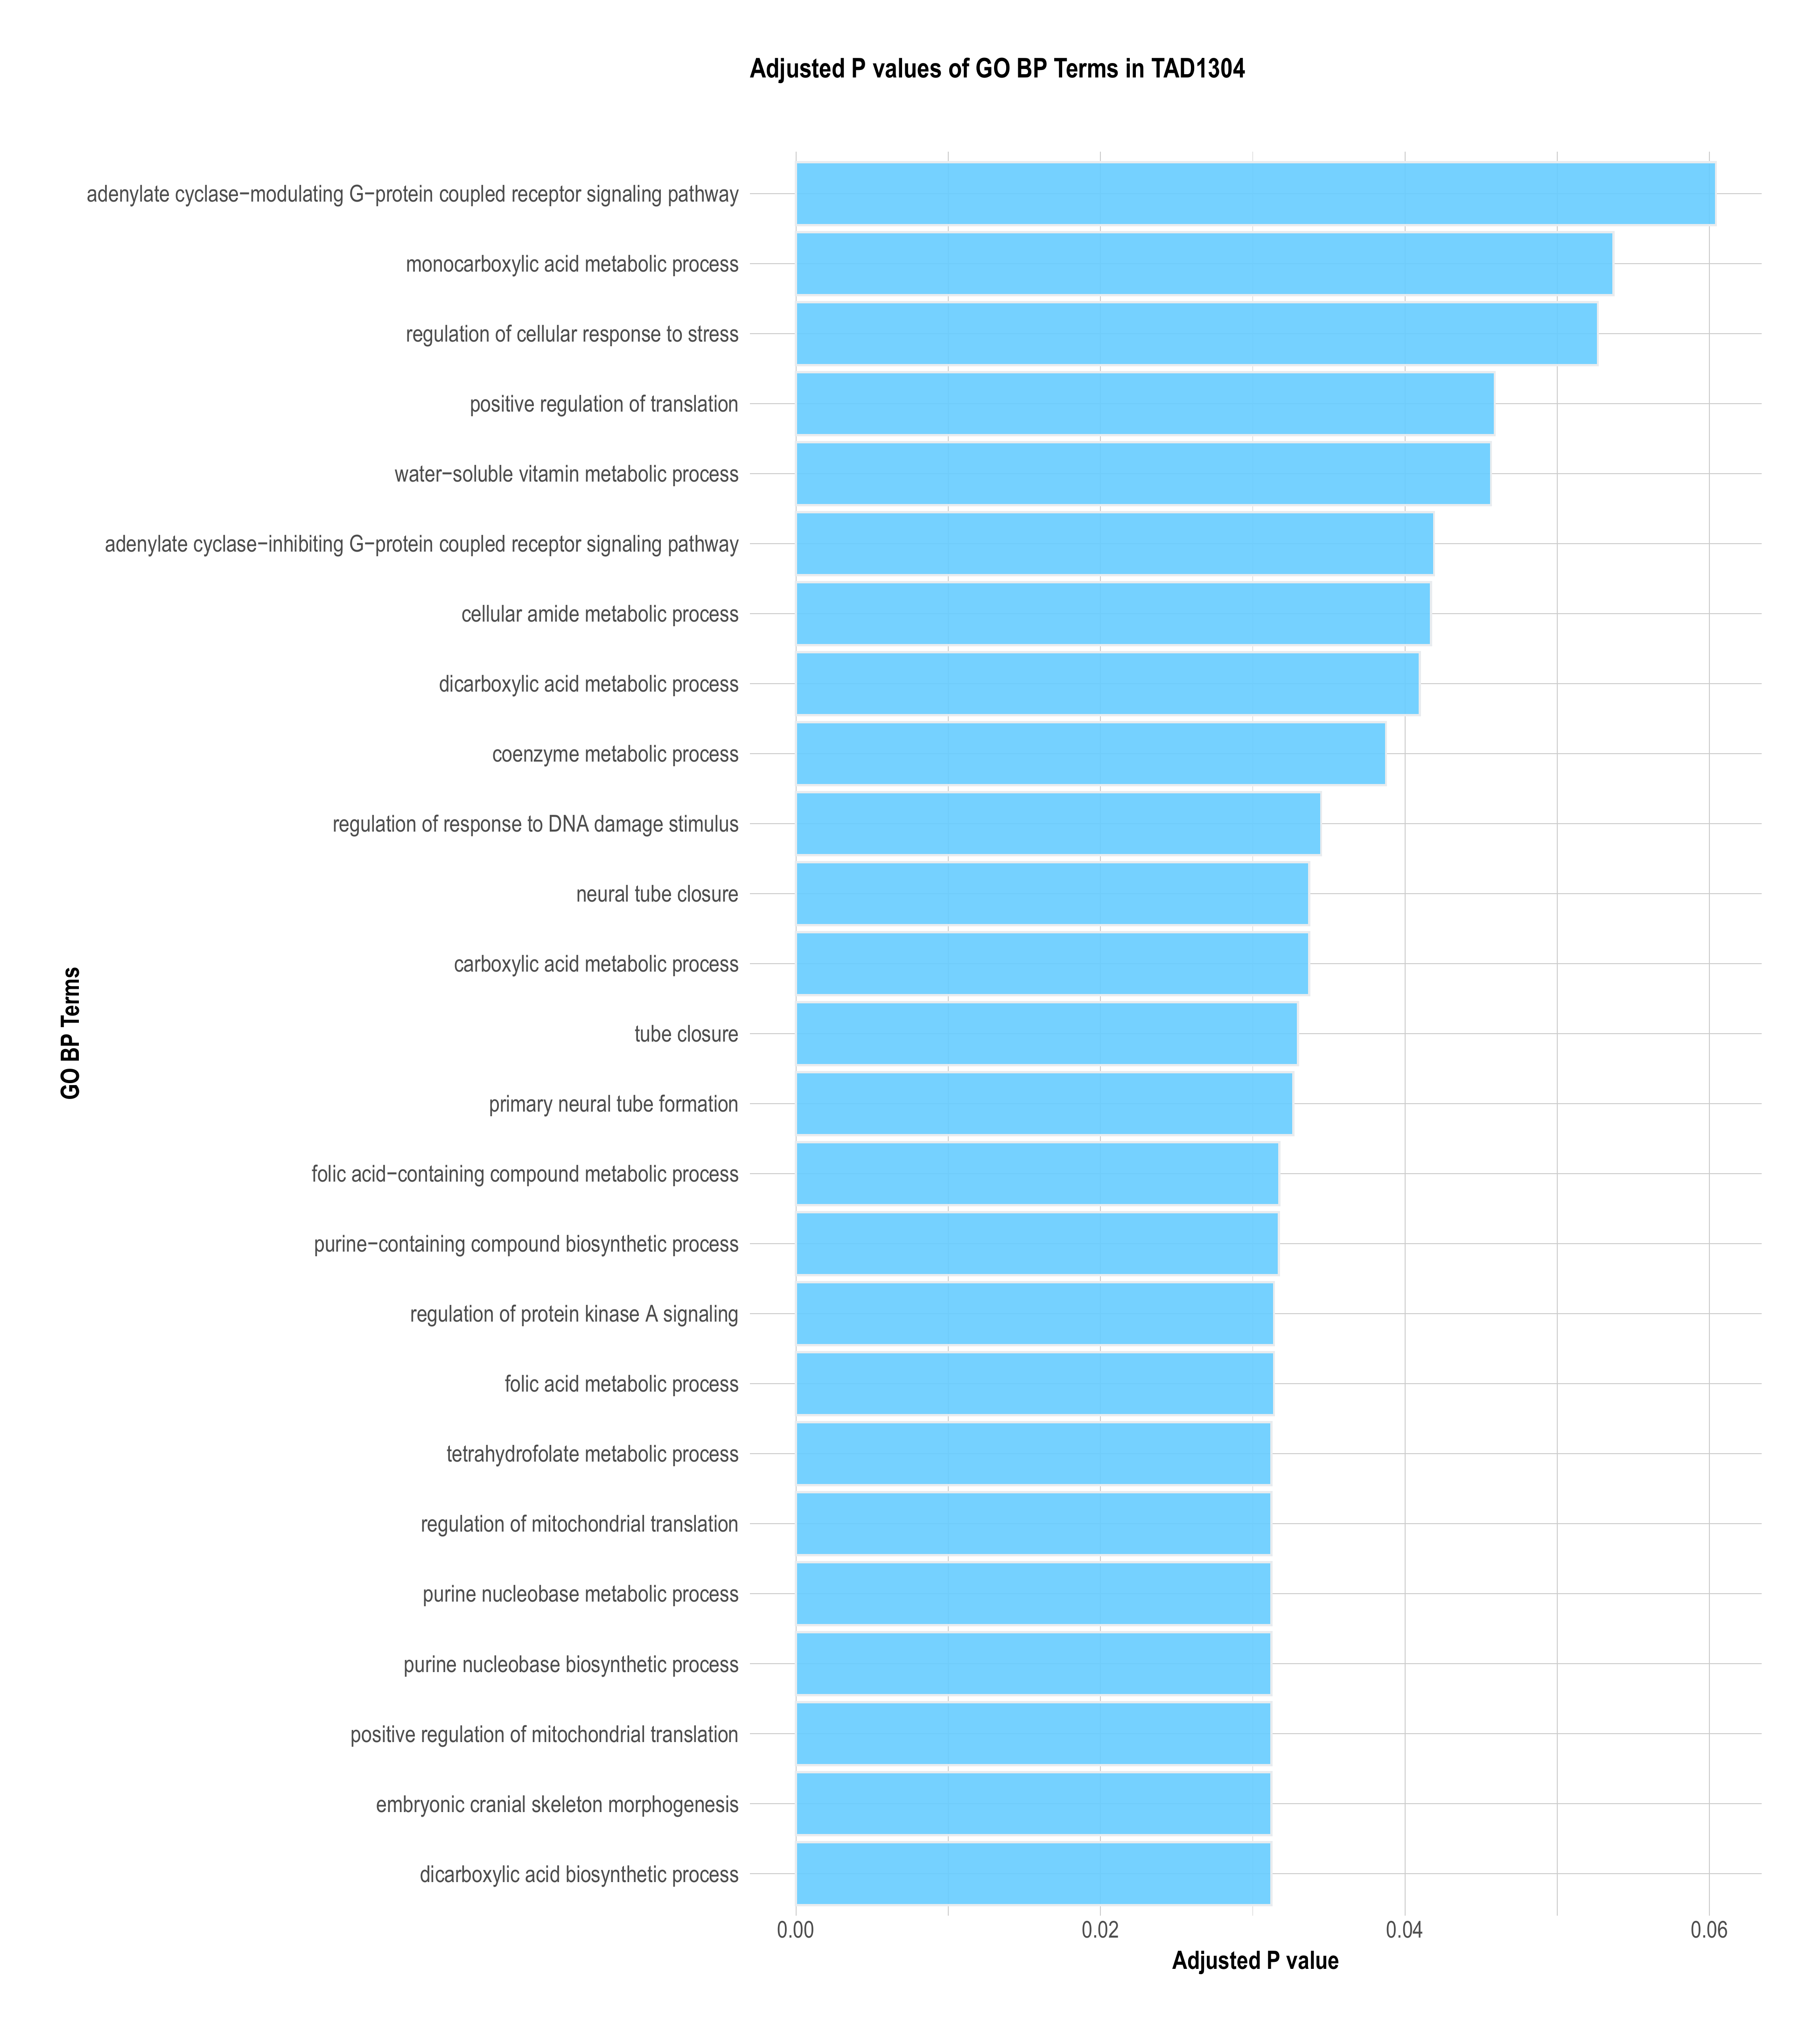 Adjusted P values of GO BP Terms in TAD1304
adenylate cyclase−modulating G−protein coupled receptor signaling pathway
monocarboxylic acid metabolic process
regulation of cellular response to stress
positive regulation of translation
water−soluble vitamin metabolic process
adenylate cyclase−inhibiting G−protein coupled receptor signaling pathway
cellular amide metabolic process
dicarboxylic acid metabolic process
coenzyme metabolic process
regulation of response to DNA damage stimulus
neural tube closure
carboxylic acid metabolic process
tube closure
primary neural tube formation
folic acid−containing compound metabolic process
purine−containing compound biosynthetic process
regulation of protein kinase A signaling
folic acid metabolic process
tetrahydrofolate metabolic process
regulation of mitochondrial translation
purine nucleobase metabolic process
purine nucleobase biosynthetic process
positive regulation of mitochondrial translation
embryonic cranial skeleton morphogenesis
dicarboxylic acid biosynthetic process
GO BP Terms
0.00 0.02 0.04 0.06
Adjusted P value